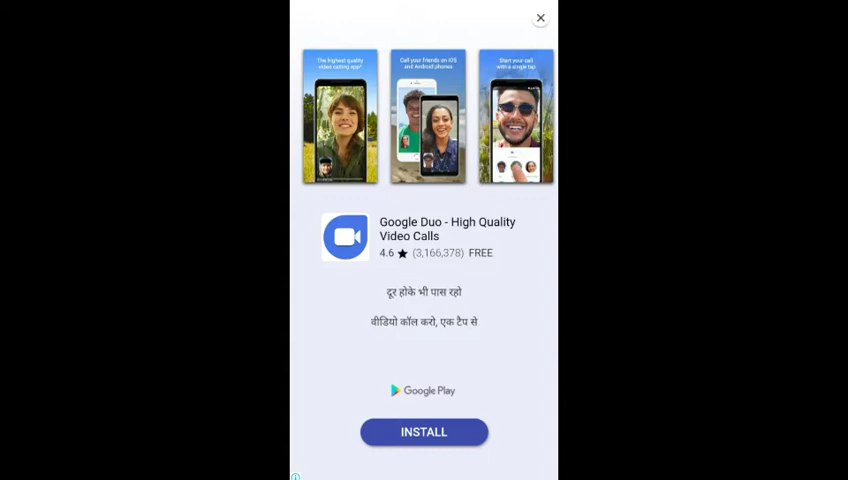 The highest quality
video calling app*
Call your friends on iOS
and Android phones
Start your call
with a single tap
Google Duo - High Quality
Video Calls
4.6 ★ (3,166,378) FREE
दूर होके भी पास रहो
वीडियो कॉल करो, एक टैप से
Google Play
INSTALL